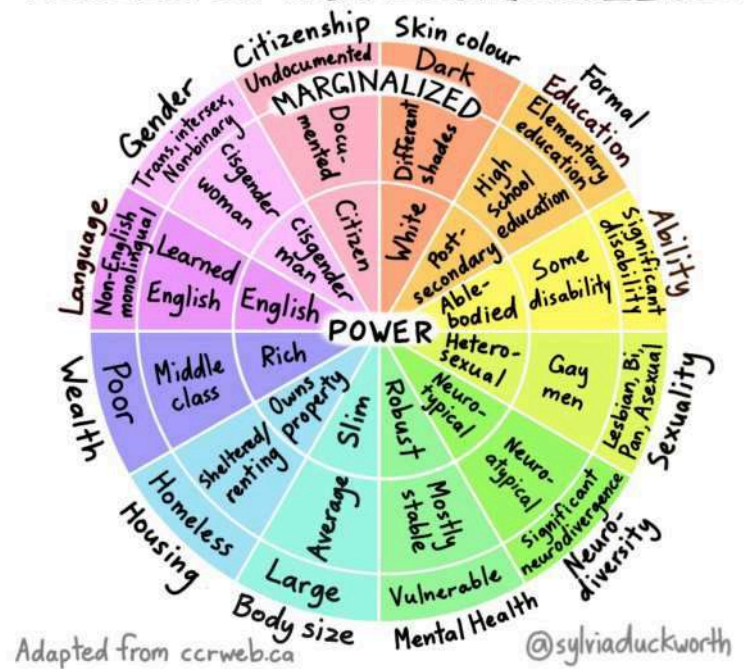 Citizenship
Undocumented
Docu-
mented
Citizen
Skin colour
Dark
Different
shades
White
Formal
Education
Elementary
education
High
school
education
Post-
secondary
Ability
Significant
disability
Some
disability
Able-
bodied
Sexuality
Lesbian, Bi,
Pan, Asexual
Gay
men
Hetero-
sexual
Neuro-
diversity
Significant
neurodivergence
Neuro-
atypical
Neuro-
typical
Mental Health
Vulnerable
Mostly
stable
Robust
Body size
Large
Average
Slim
Housing
Homeless
Sheltered/
renting
Owns
property
Wealth
Poor
Middle
class
Rich
Language
Non-English
monolingual
Learned
English
English
Gender
Trans, intersex,
Non-binary
cisgender
woman
cisgender
man
MARGINALIZED
POWER
Adapted from ccrweb.ca
@sylviaduckworth